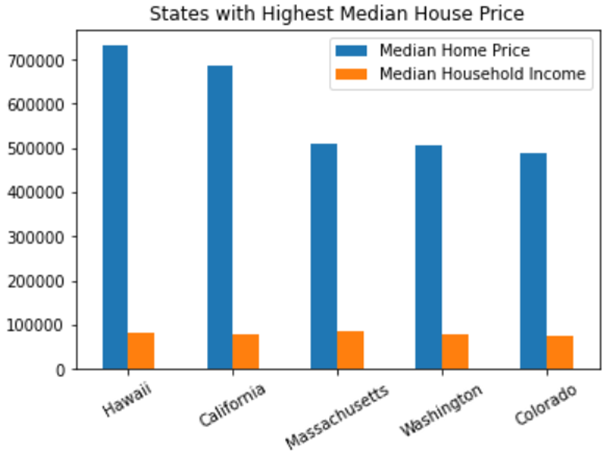 States with Highest Median House Price
Median Home Price
Median Household Income
700000
600000
500000
400000
300000
200000
100000
0
Hawaii
California
Massachusetts
Washington
Colorado